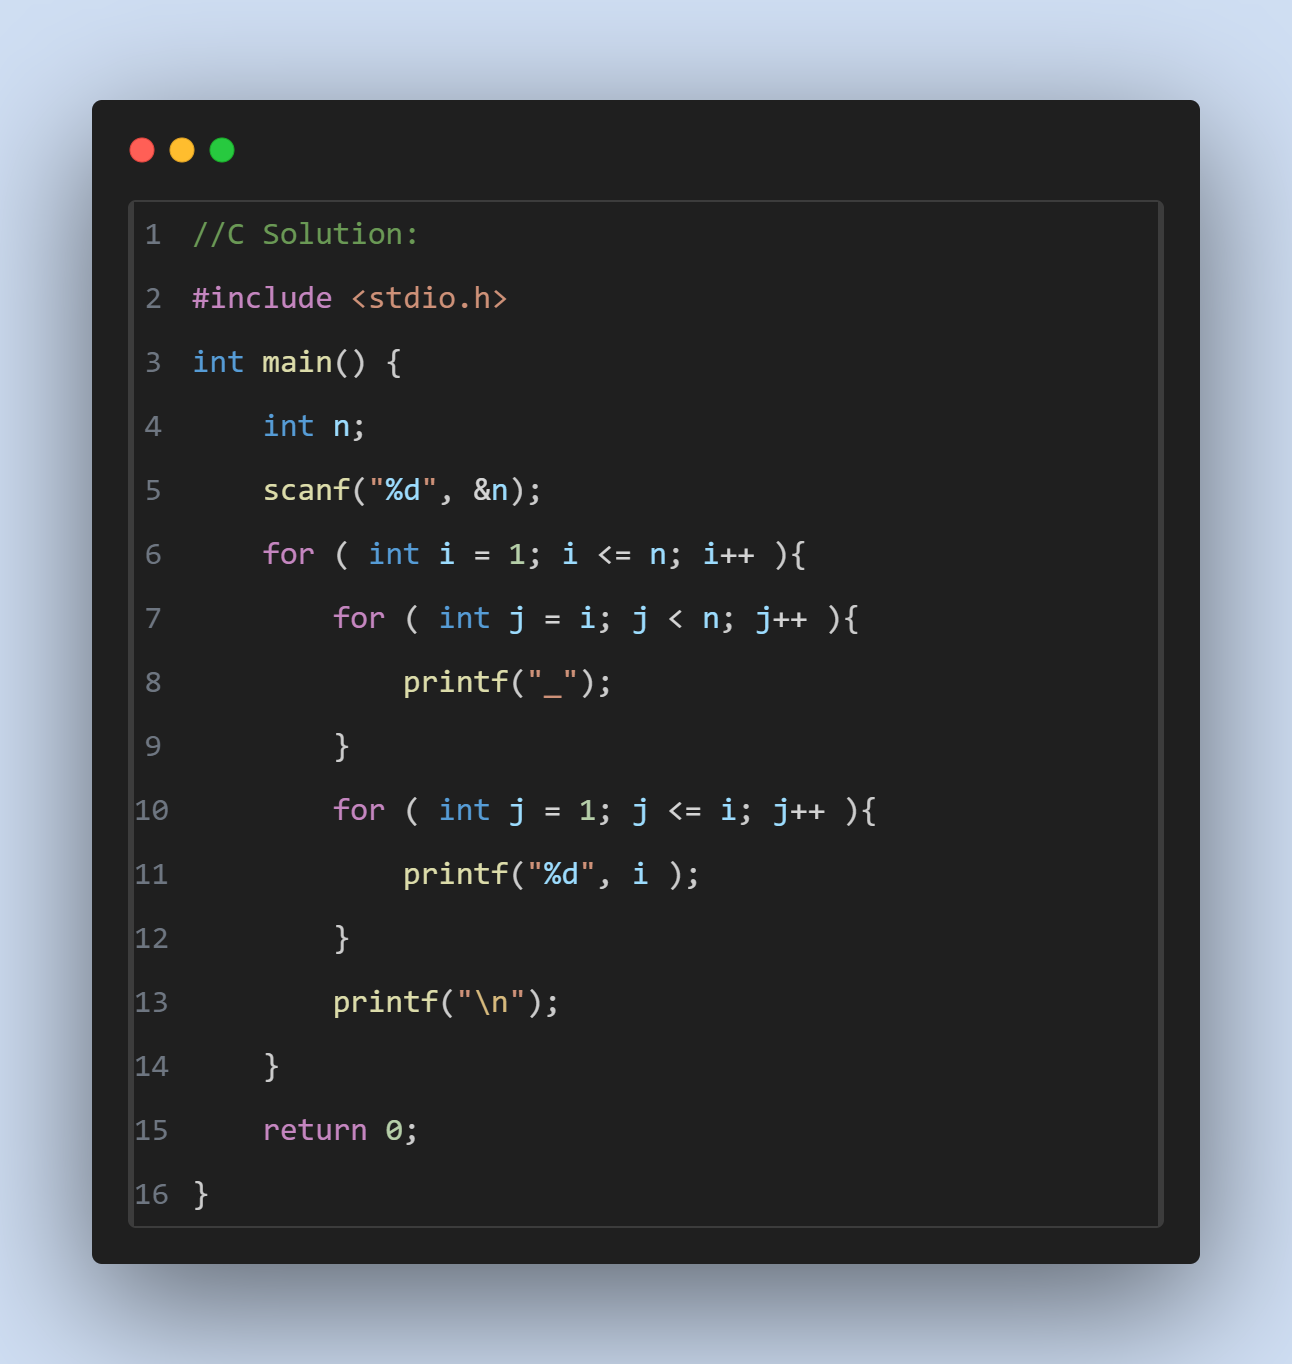 1 //C Solution:
2 #include <stdio.h>
3 int main() {
4     int n;
5     scanf("%d", &n);
6     for ( int i = 1; i <= n; i++ ){
7         for ( int j = i; j < n; j++ ){
8             printf("_");
9         }
10         for ( int j = 1; j <= i; j++ ){
11             printf("%d", i );
12         }
13         printf("\n");
14     }
15     return 0;
16 }